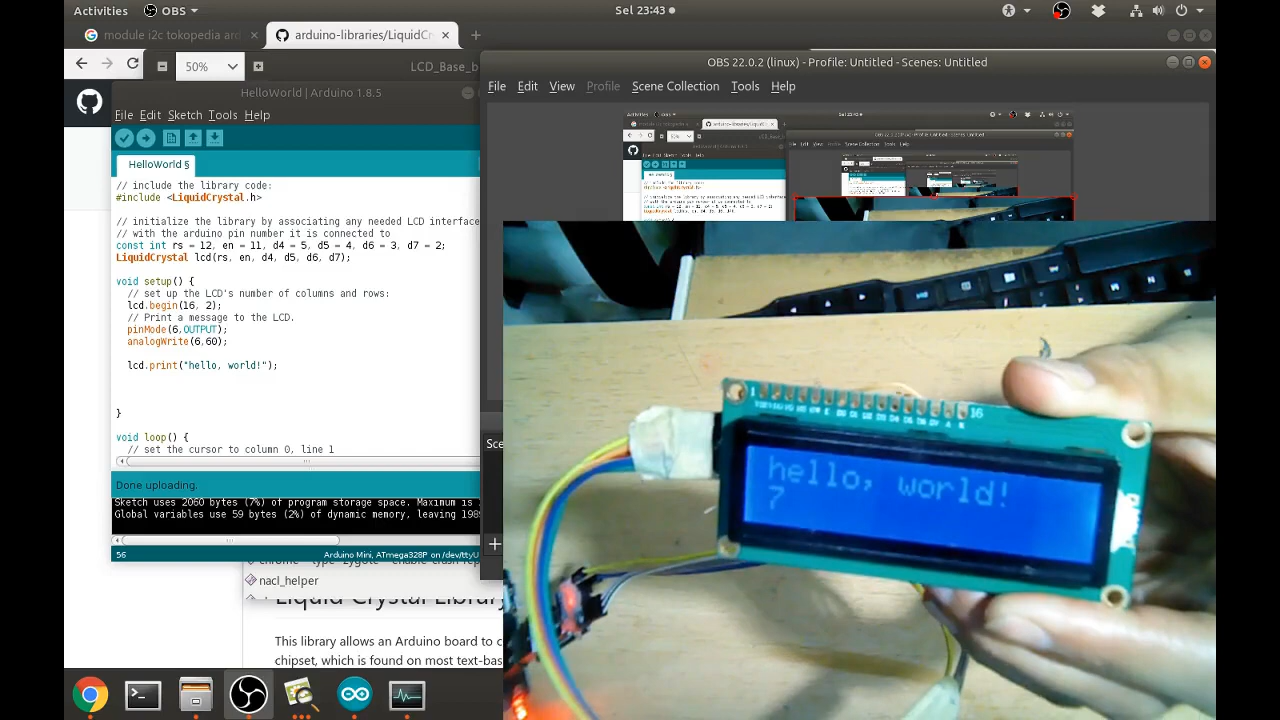 Activities
OBS
Sel 23:43
module i2c tokopedia ard
arduino-libraries/LiquidCr
50%
LCD_Base_b
OBS 22.0.2 (linux) - Profile: Untitled - Scenes: Untitled
File Edit View Profile Scene Collection Tools Help
HelloWorld | Arduino 1.8.5
File Edit Sketch Tools Help
HelloWorld §
// include the library code:
#include <LiquidCrystal.h>
// initialize the library by associating any needed LCD interface
// with the arduino pin number it is connected to
const int rs = 12, en = 11, d4 = 5, d5 = 4, d6 = 3, d7 = 2;
LiquidCrystal lcd(rs, en, d4, d5, d6, d7);
void setup() {
// set up the LCD's number of columns and rows:
lcd.begin(16, 2);
// Print a message to the LCD.
pinMode(6,OUTPUT);
analogWrite(6,60);
lcd.print("hello, world!");
}
void loop() {
// set the cursor to column 0, line 1
Done uploading.
Sketch uses 2060 bytes (7%) of program storage space. Maximum is
Global variables use 59 bytes (2%) of dynamic memory, leaving 198
56
Arduino Mini, ATmega328P on /dev/ttyU
Sce
nacl_helper
Liquid Crystal Library
This library allows an Arduino board to c
chipset, which is found on most text-bas
1
16
hello, world!
7